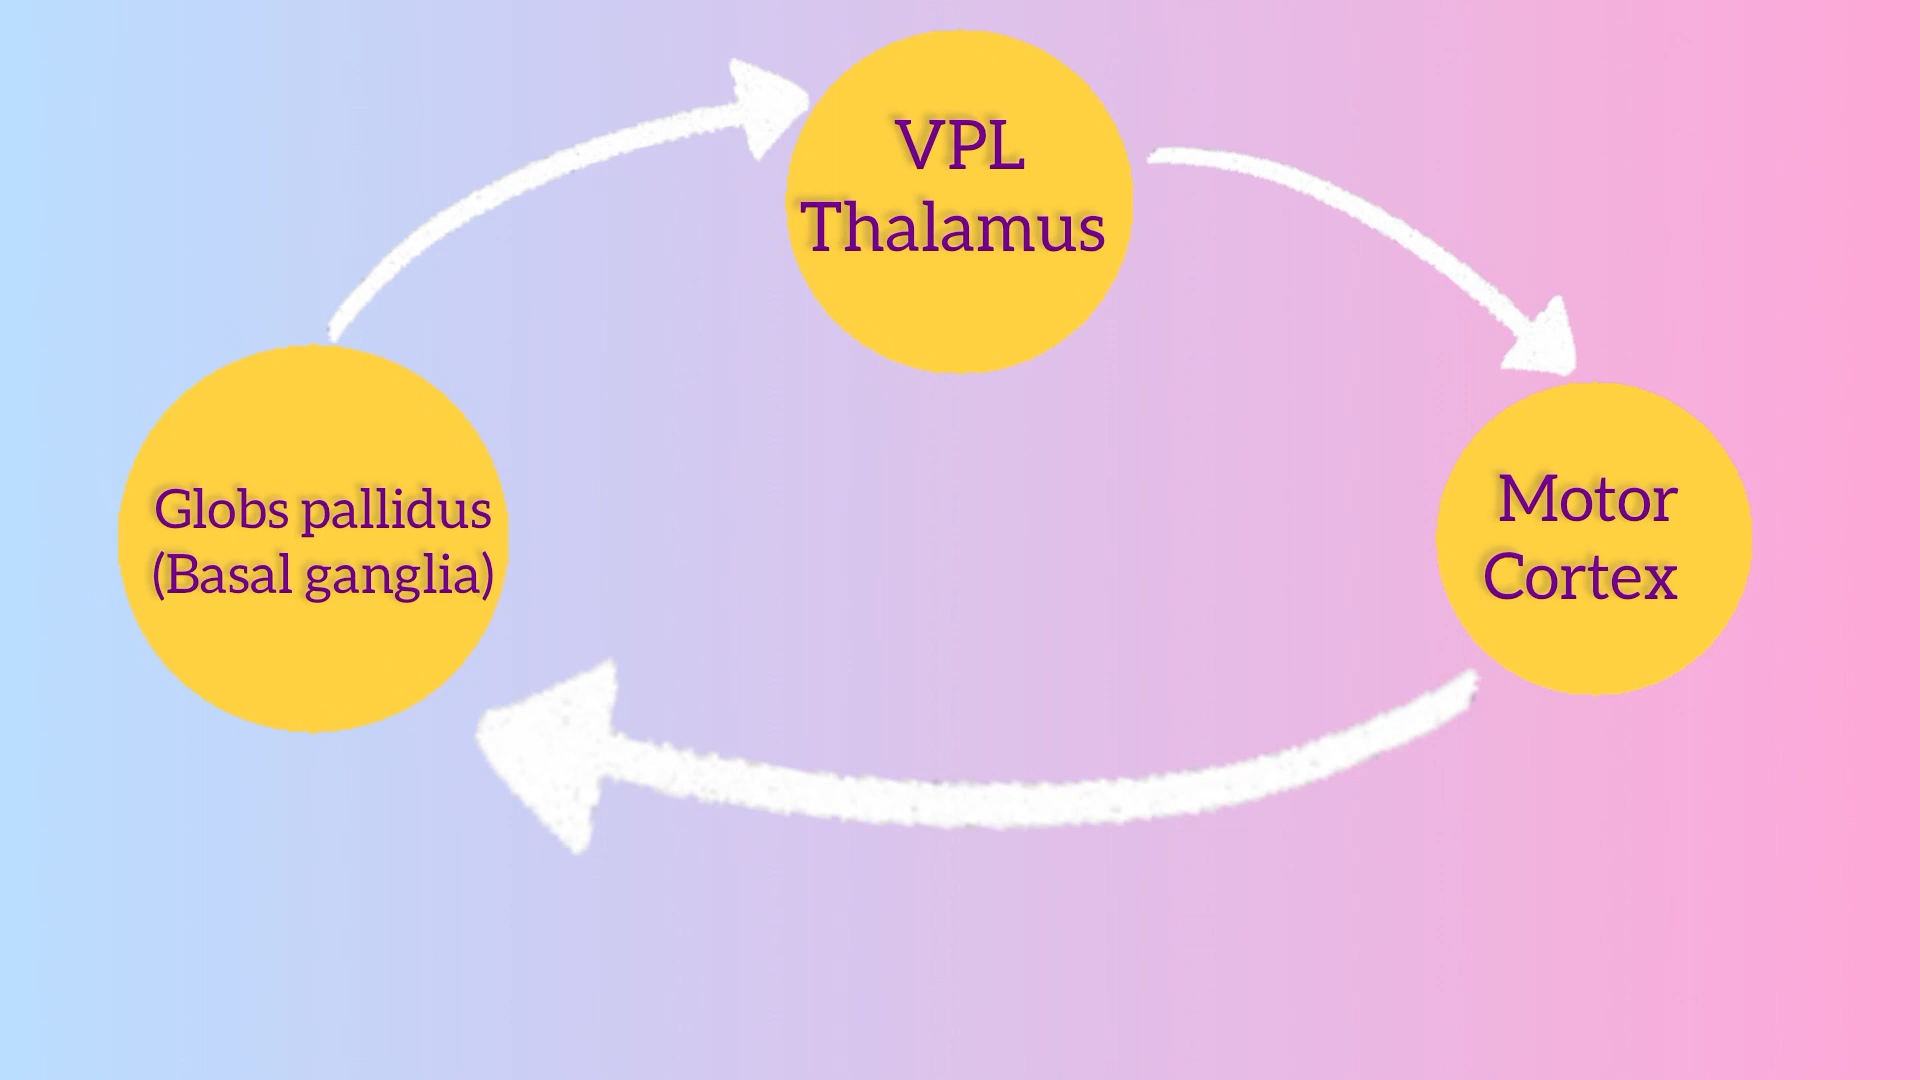 VPL
Thalamus
Globs pallidus
(Basal ganglia)
Motor
Cortex